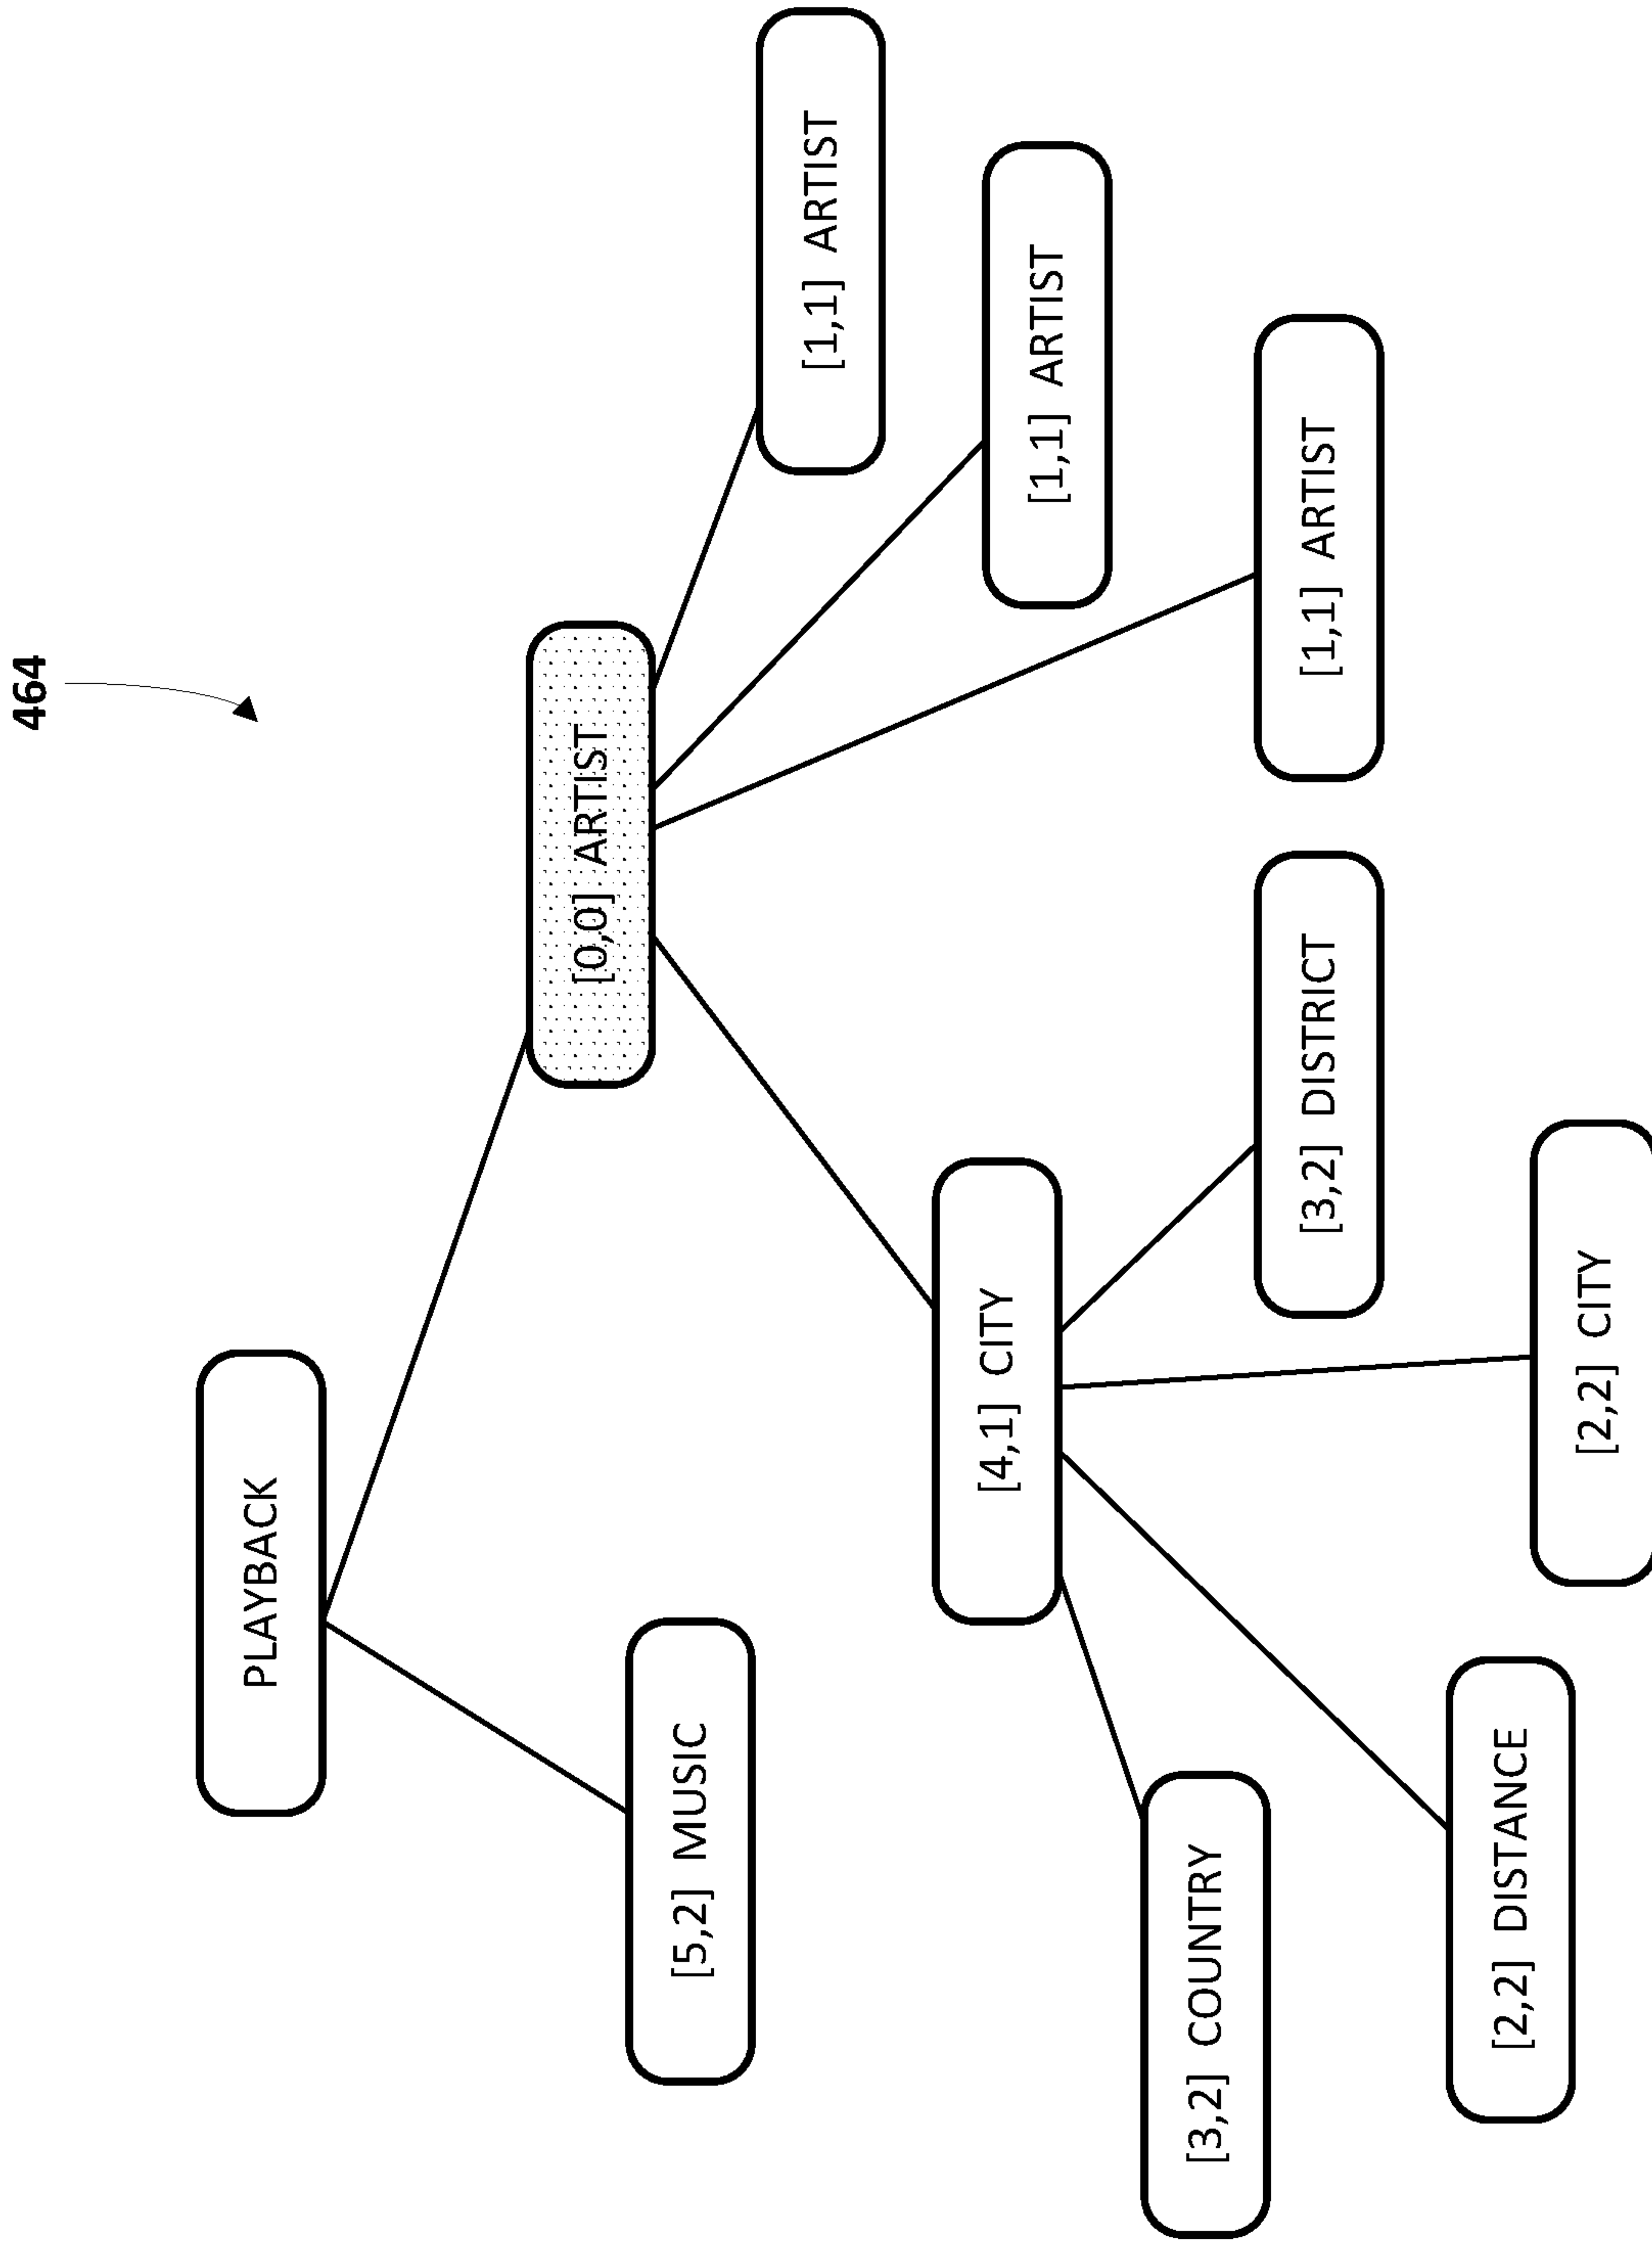 464
PLAYBACK
[0,0] ARTIST
[5,2] MUSIC
[1,1] ARTIST
[4,1] CITY
[1,1] ARTIST
[3,2] COUNTRY
[3,2] DISTRICT
[1,1] ARTIST
[2,2] DISTANCE
[2,2] CITY